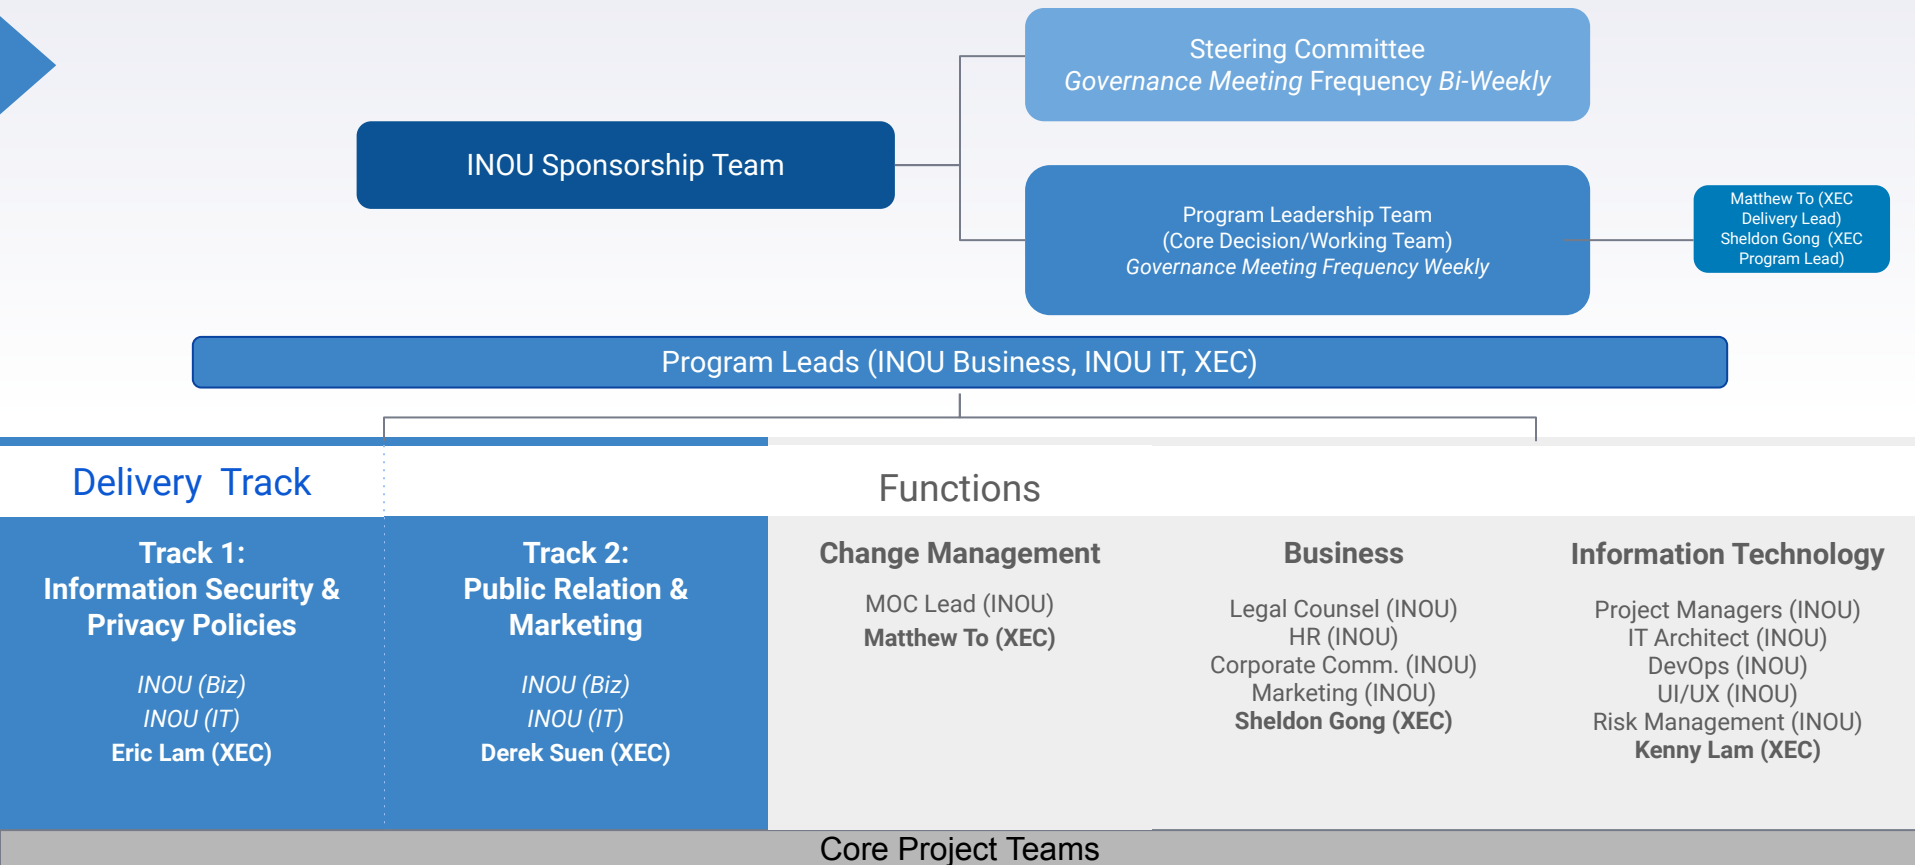 Steering Committee
Governance Meeting Frequency Bi-Weekly
INOU Sponsorship Team
Program Leadership Team
(Core Decision/Working Team)
Governance Meeting Frequency Weekly
Matthew To (XEC
Delivery Lead)
Sheldon Gong (XEC
Program Lead)
Program Leads (INOU Business, INOU IT, XEC)
Delivery Track
Functions
Track 1:
Information Security &
Privacy Policies
INOU (Biz)
INOU (IT)
Eric Lam (XEC)
Track 2:
Public Relation &
Marketing
INOU (Biz)
INOU (IT)
Derek Suen (XEC)
Change Management
MOC Lead (INOU)
Matthew To (XEC)
Business
Legal Counsel (INOU)
HR (INOU)
Corporate Comm. (INOU)
Marketing (INOU)
Sheldon Gong (XEC)
Information Technology
Project Managers (INOU)
IT Architect (INOU)
DevOps (INOU)
UI/UX (INOU)
Risk Management (INOU)
Kenny Lam (XEC)
Core Project Teams